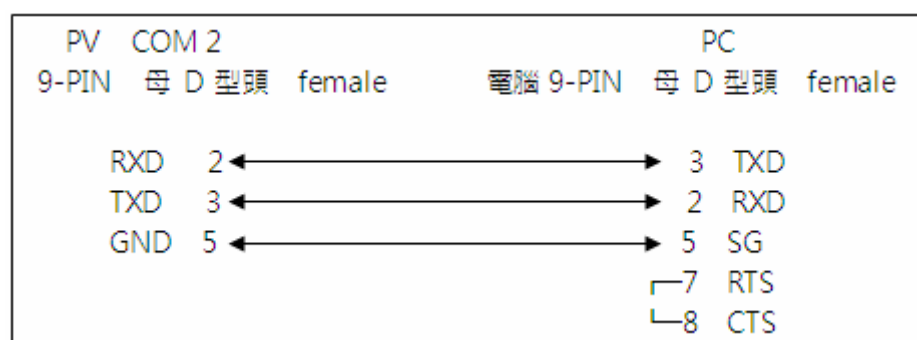 PV COM 2 PC
9-PIN 母 D 型頭 female 電腦 9-PIN 母 D 型頭 female
RXD 2 3 TXD
TXD 3 2 RXD
GND 5 5 SG
7 RTS
8 CTS